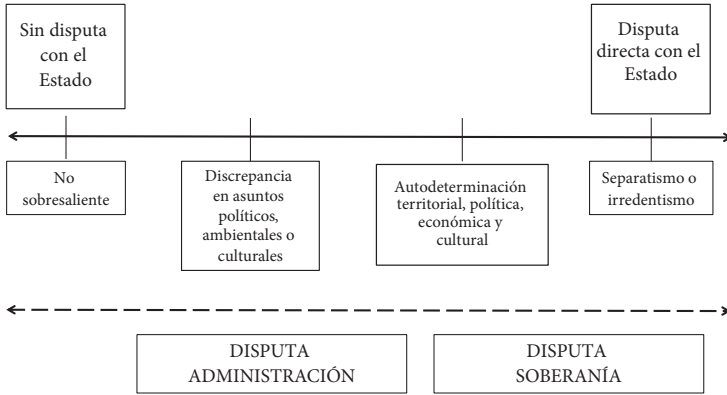 Sin disputa
con el
Estado
Disputa
directa con el
Estado
No
sobresaliente
Discrepancia
en asuntos
políticos,
ambientales o
culturales
Autodeterminación
territorial, política,
económica y
cultural
Separatismo o
irredentismo
DISPUTA
ADMINISTRACIÓN
DISPUTA
SOBERANÍA